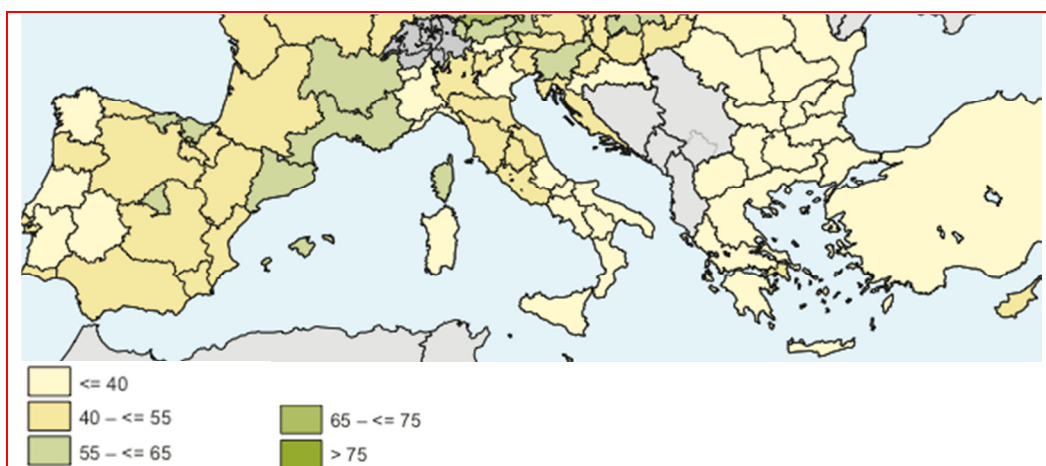 <= 40
40 – <= 55
55 – <= 65
65 – <= 75
> 75